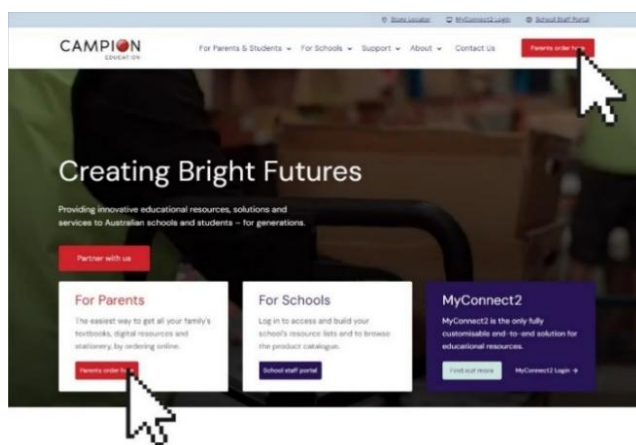 Store Locator MyConnect2 Login School Staff Portal
CAMPION
EDUCATION
For Parents & Students For Schools Support About Contact Us
Parents order here
Creating Bright Futures
Providing innovative educational resources, solutions and
services to Australian schools and students – for generations.
Partner with us
For Parents
The easiest way to get all your family's
textbooks, digital resources and
stationery, by ordering online.
Parents order here
For Schools
Log in to access and build your
school's resource lists and to browse
the product catalogue.
School staff portal
MyConnect2
MyConnect2 is the only fully
customisable end-to-end solution for
educational resources.
Find out more MyConnect2 Login →